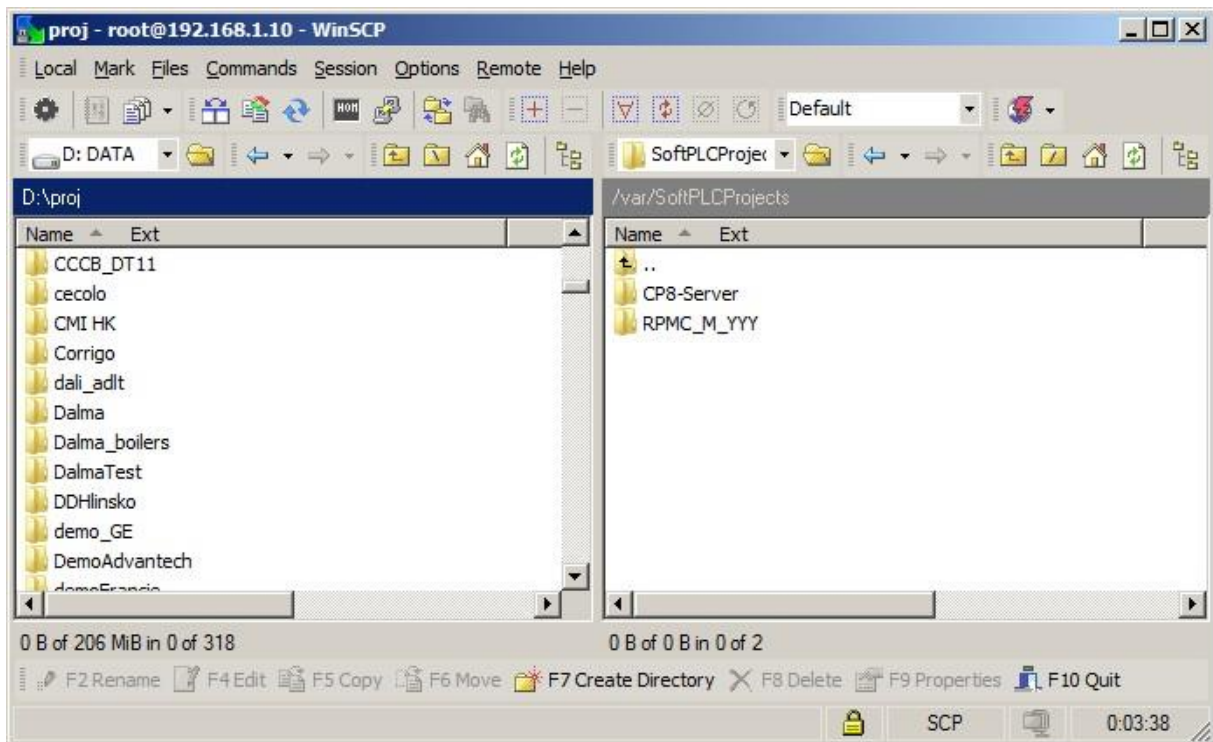 proj - root@192.168.1.10 - WinSCP
Local Mark Files Commands Session Options Remote Help
Default
D: DATA
SoftPLCProjec
D:\proj
/var/SoftPLCProjects
Name Ext
Name Ext
CCCB_DT11
cecolo
CMI HK
Corrigo
dali_adlt
Dalma
Dalma_boilers
DalmaTest
DDHlinsko
demo_GE
DemoAdvantech
..
CP8-Server
RPMC_M_YYY
0 B of 206 MiB in 0 of 318
0 B of 0 B in 0 of 2
F2 Rename F4 Edit F5 Copy F6 Move F7 Create Directory F8 Delete F9 Properties F10 Quit
SCP
0:03:38